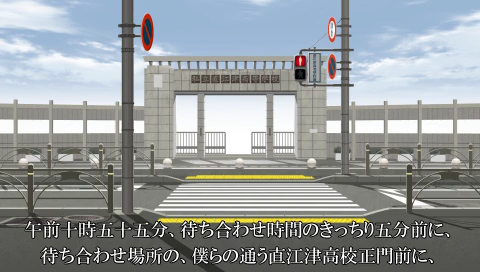 午前十時五十五分、待ち合わせ時間のきっちり五分前に、
待ち合わせ場所の、僕らの通う直江津高校正門前に、